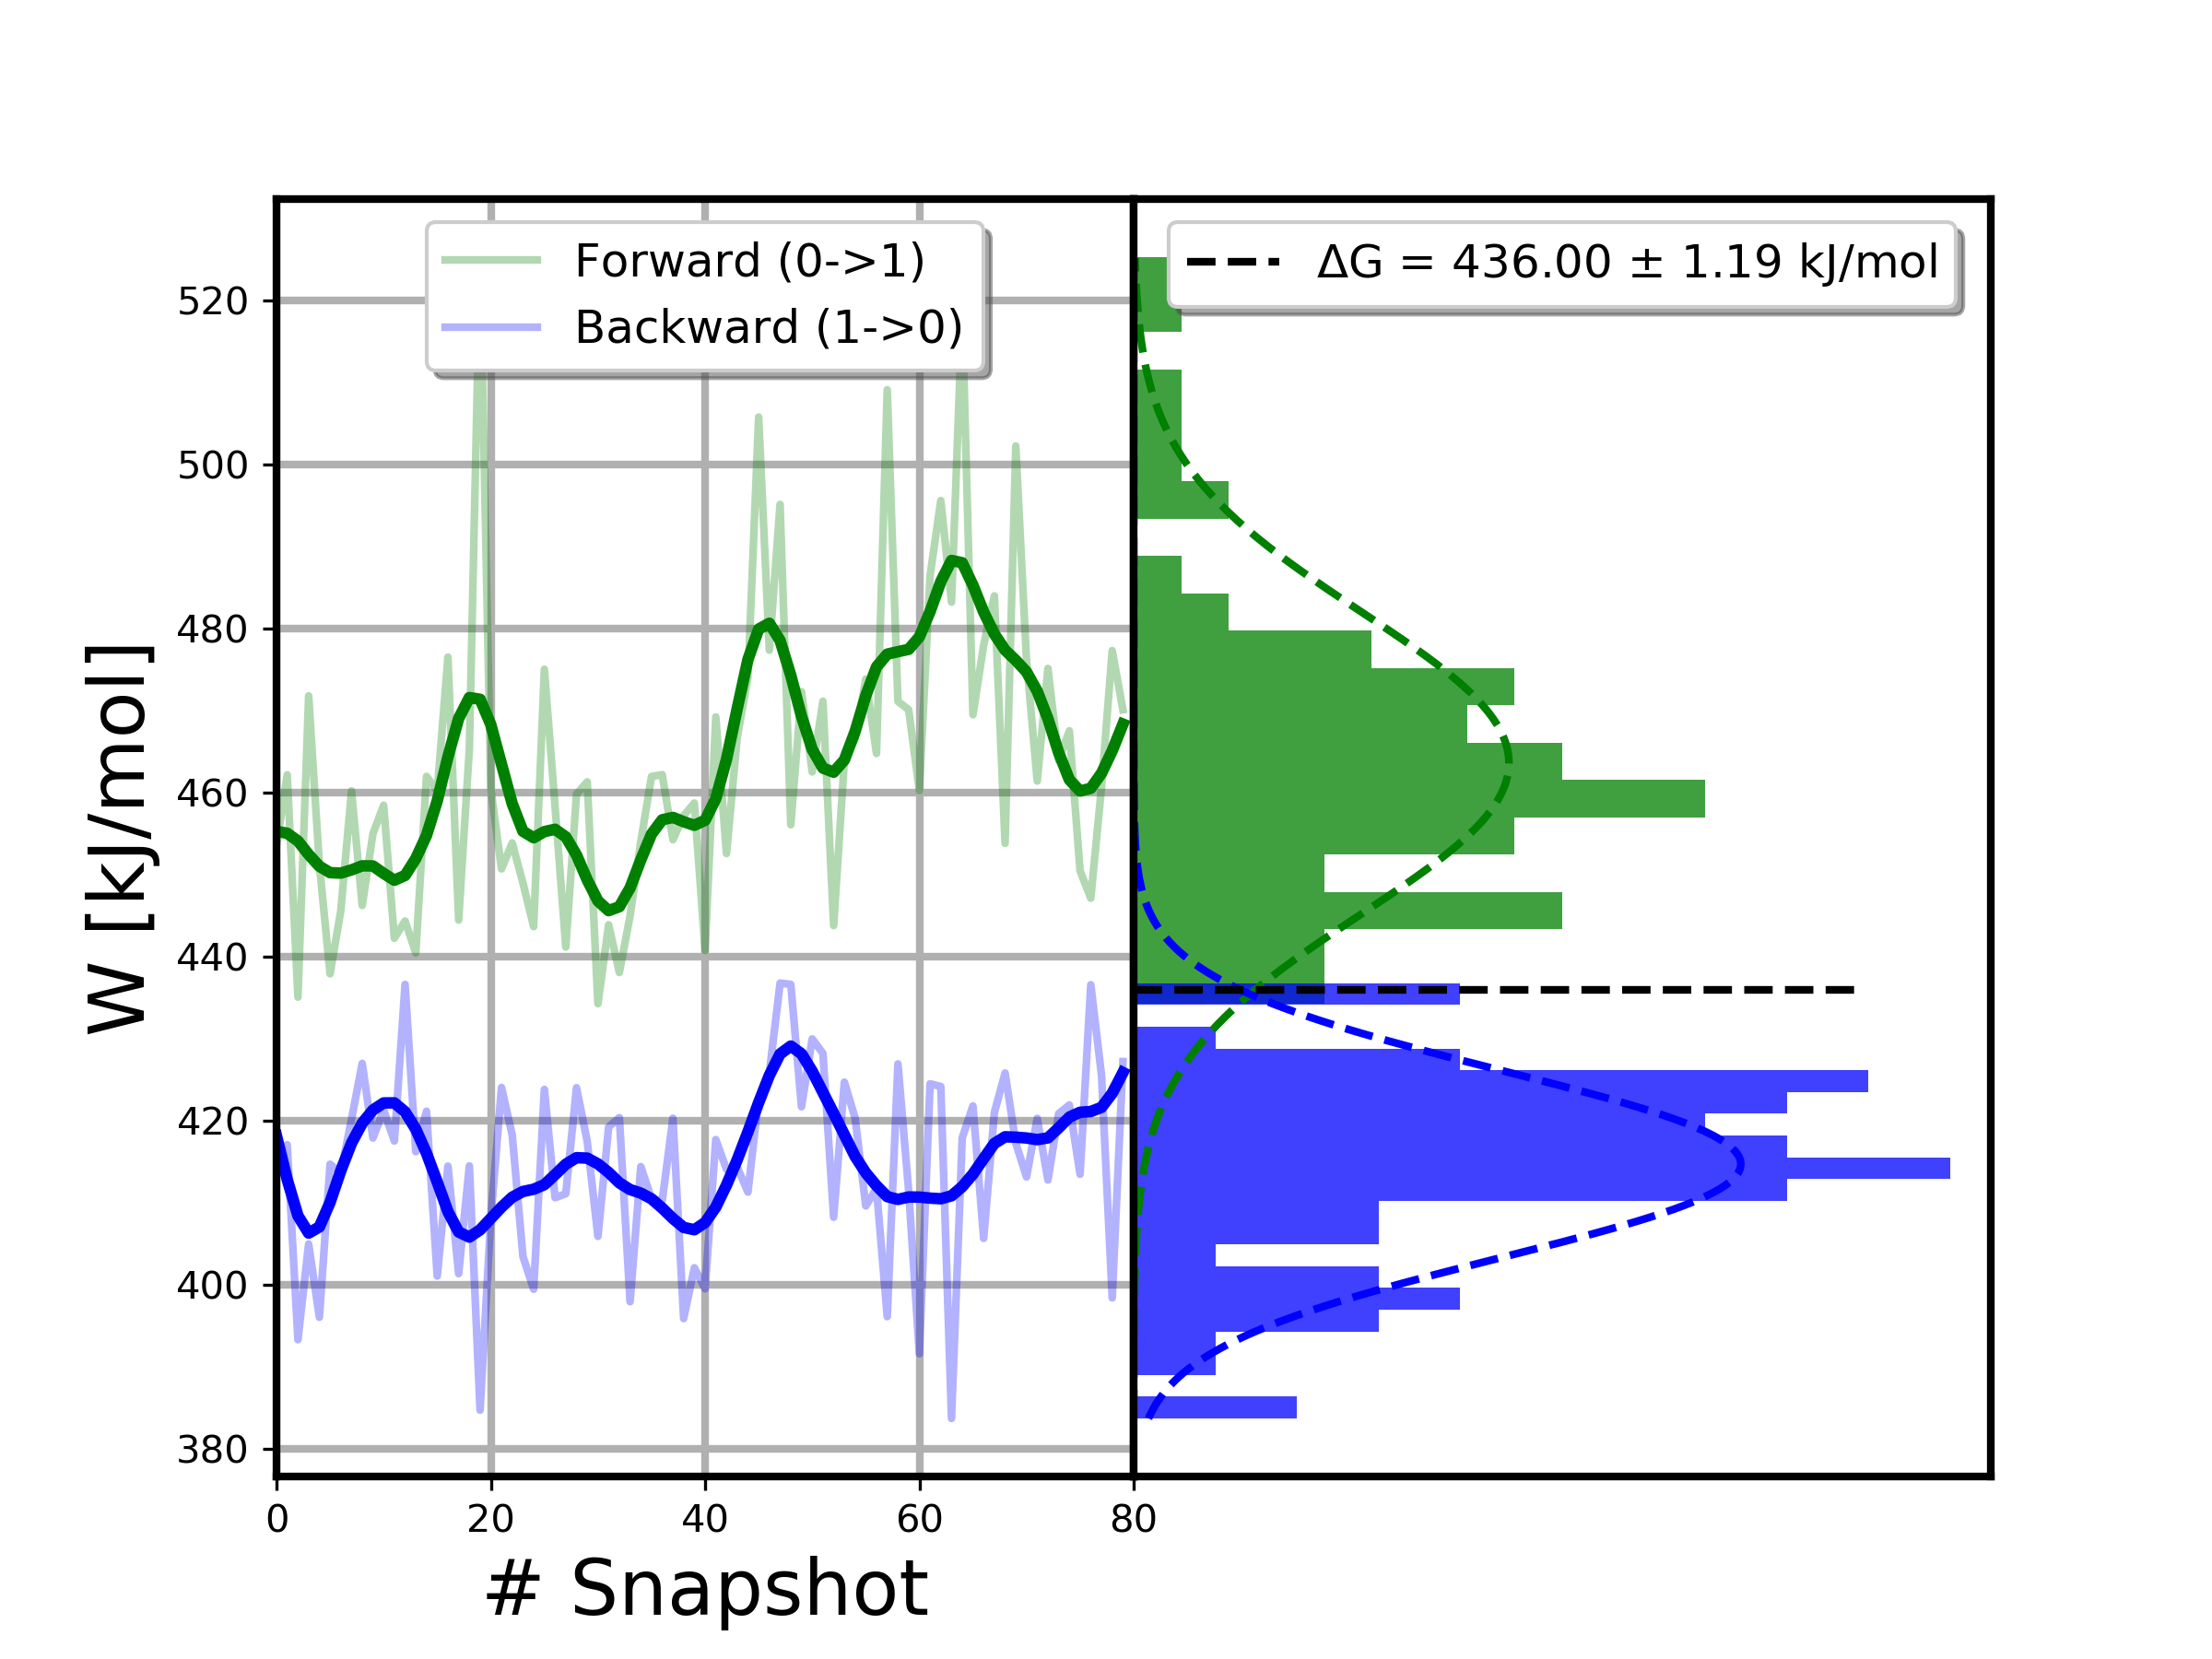 Forward (0->1)
Backward (1->0)
ΔG = 436.00 ± 1.19 kJ/mol
520
500
480
460
440
420
400
380
W [kJ/mol]
0 20 40 60 80
# Snapshot